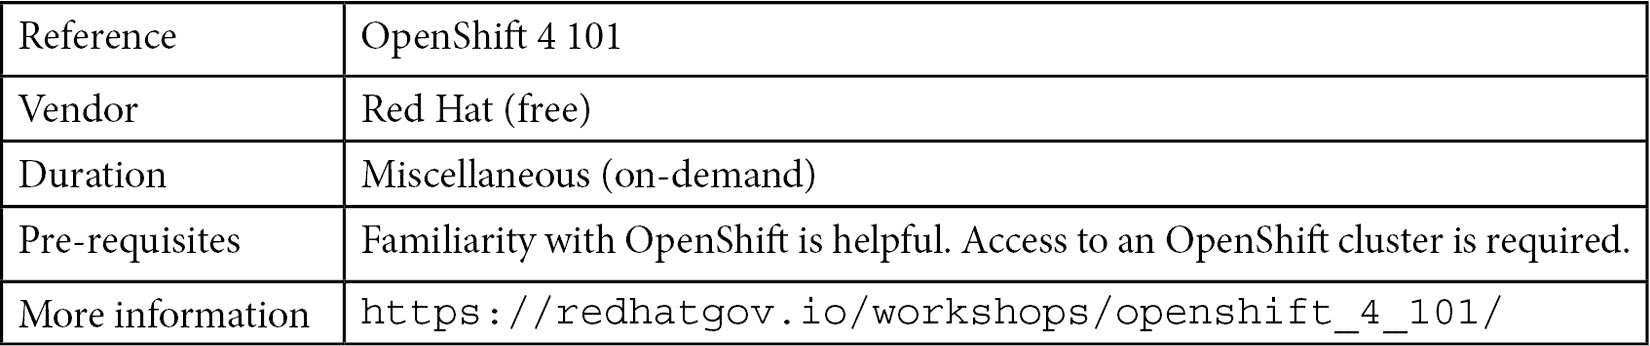 Reference OpenShift 4 101
Vendor Red Hat (free)
Duration Miscellaneous (on-demand)
Pre-requisites Familiarity with OpenShift is helpful. Access to an OpenShift cluster is required.
More information https://redhatgov.io/workshops/openshift_4_101/